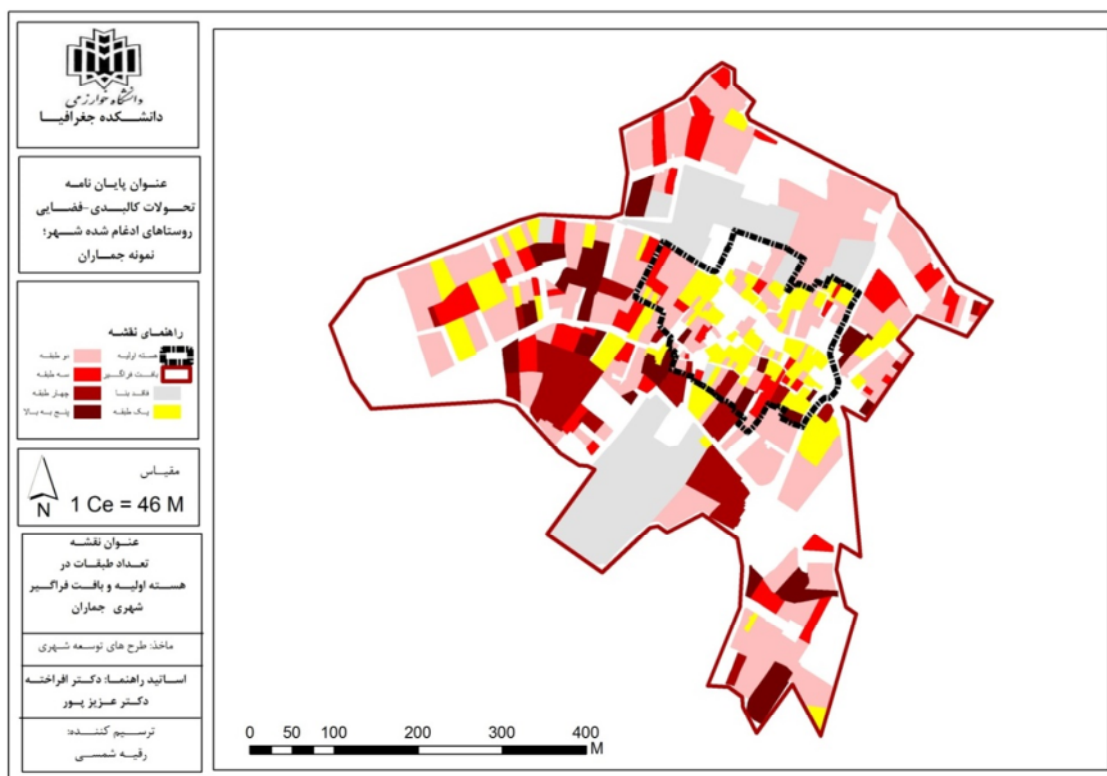 دانشگاه خوارزمی
دانشکده جغرافیا
عنوان پایان نامه
تحولات کالبدی-فضایی
روستاهای ادغام شده شهر؛
نمونه جماران
راهنمای نقشه
هسته اولیه
دو طبقه
بافت فراگیر
سه طبقه
فاقد بنا
چهار طبقه
یک طبقه
پنج به بالا
مقیاس
1 Ce = 46 M
N
عنوان نقشه
تعداد طبقات در
هسته اولیه و بافت فراگیر
شهری جماران
ماخذ: طرح های توسعه شهری
اساتید راهنما: دکتر افراخته
دکتر عزیز پور
ترسیم کننده:
رقیه شمسی
0 50 100 200 300 400
M